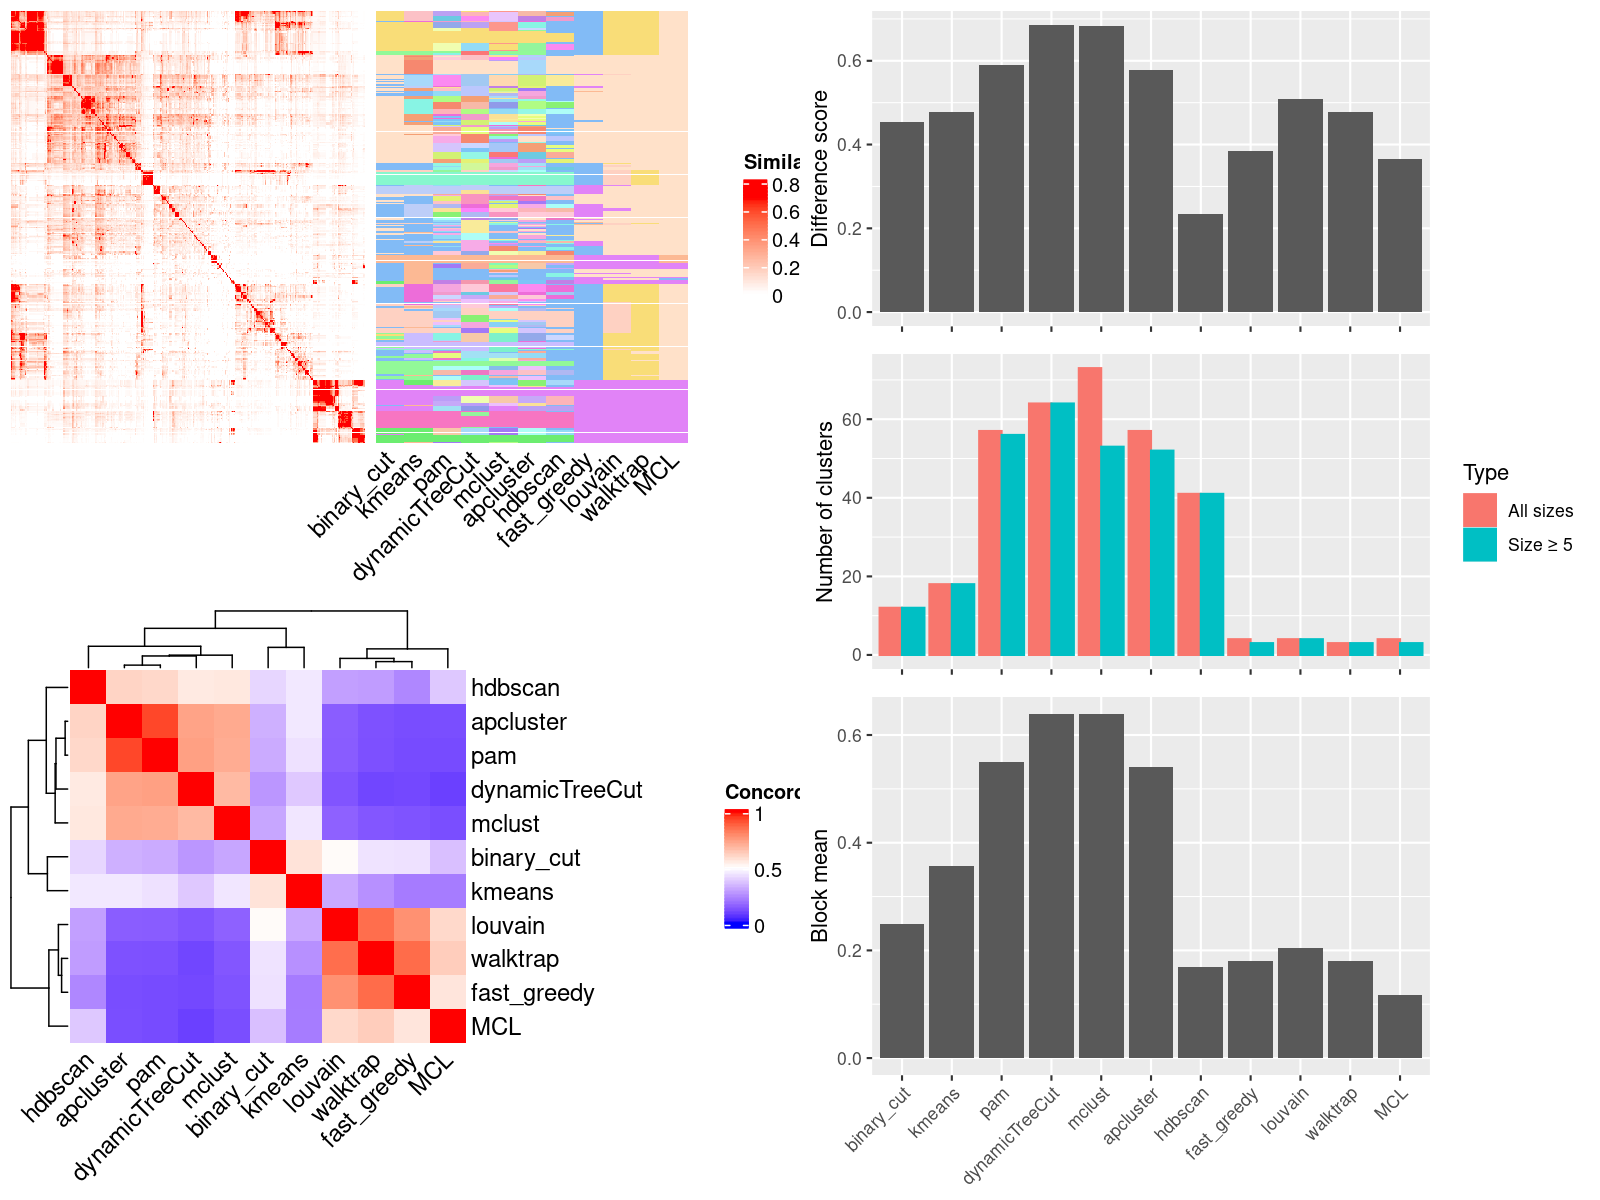 Simila
0.8
0.6
0.4
0.2
0
binary_cut
kmeans
pam
dynamicTreeCut
mclust
apcluster
hdbscan
fast_greedy
louvain
walktrap
MCL
hdbscan
apcluster
pam
dynamicTreeCut
mclust
binary_cut
kmeans
louvain
walktrap
fast_greedy
MCL
hdbscan
apcluster
pam
dynamicTreeCut
mclust
binary_cut
kmeans
louvain
walktrap
fast_greedy
MCL
Concord
1
0.5
0
Difference score
0.6
0.4
0.2
0.0
Number of clusters
60
40
20
0
Type
All sizes
Size ≥ 5
Block mean
0.6
0.4
0.2
0.0
binary_cut
kmeans
pam
dynamicTreeCut
mclust
apcluster
hdbscan
fast_greedy
louvain
walktrap
MCL